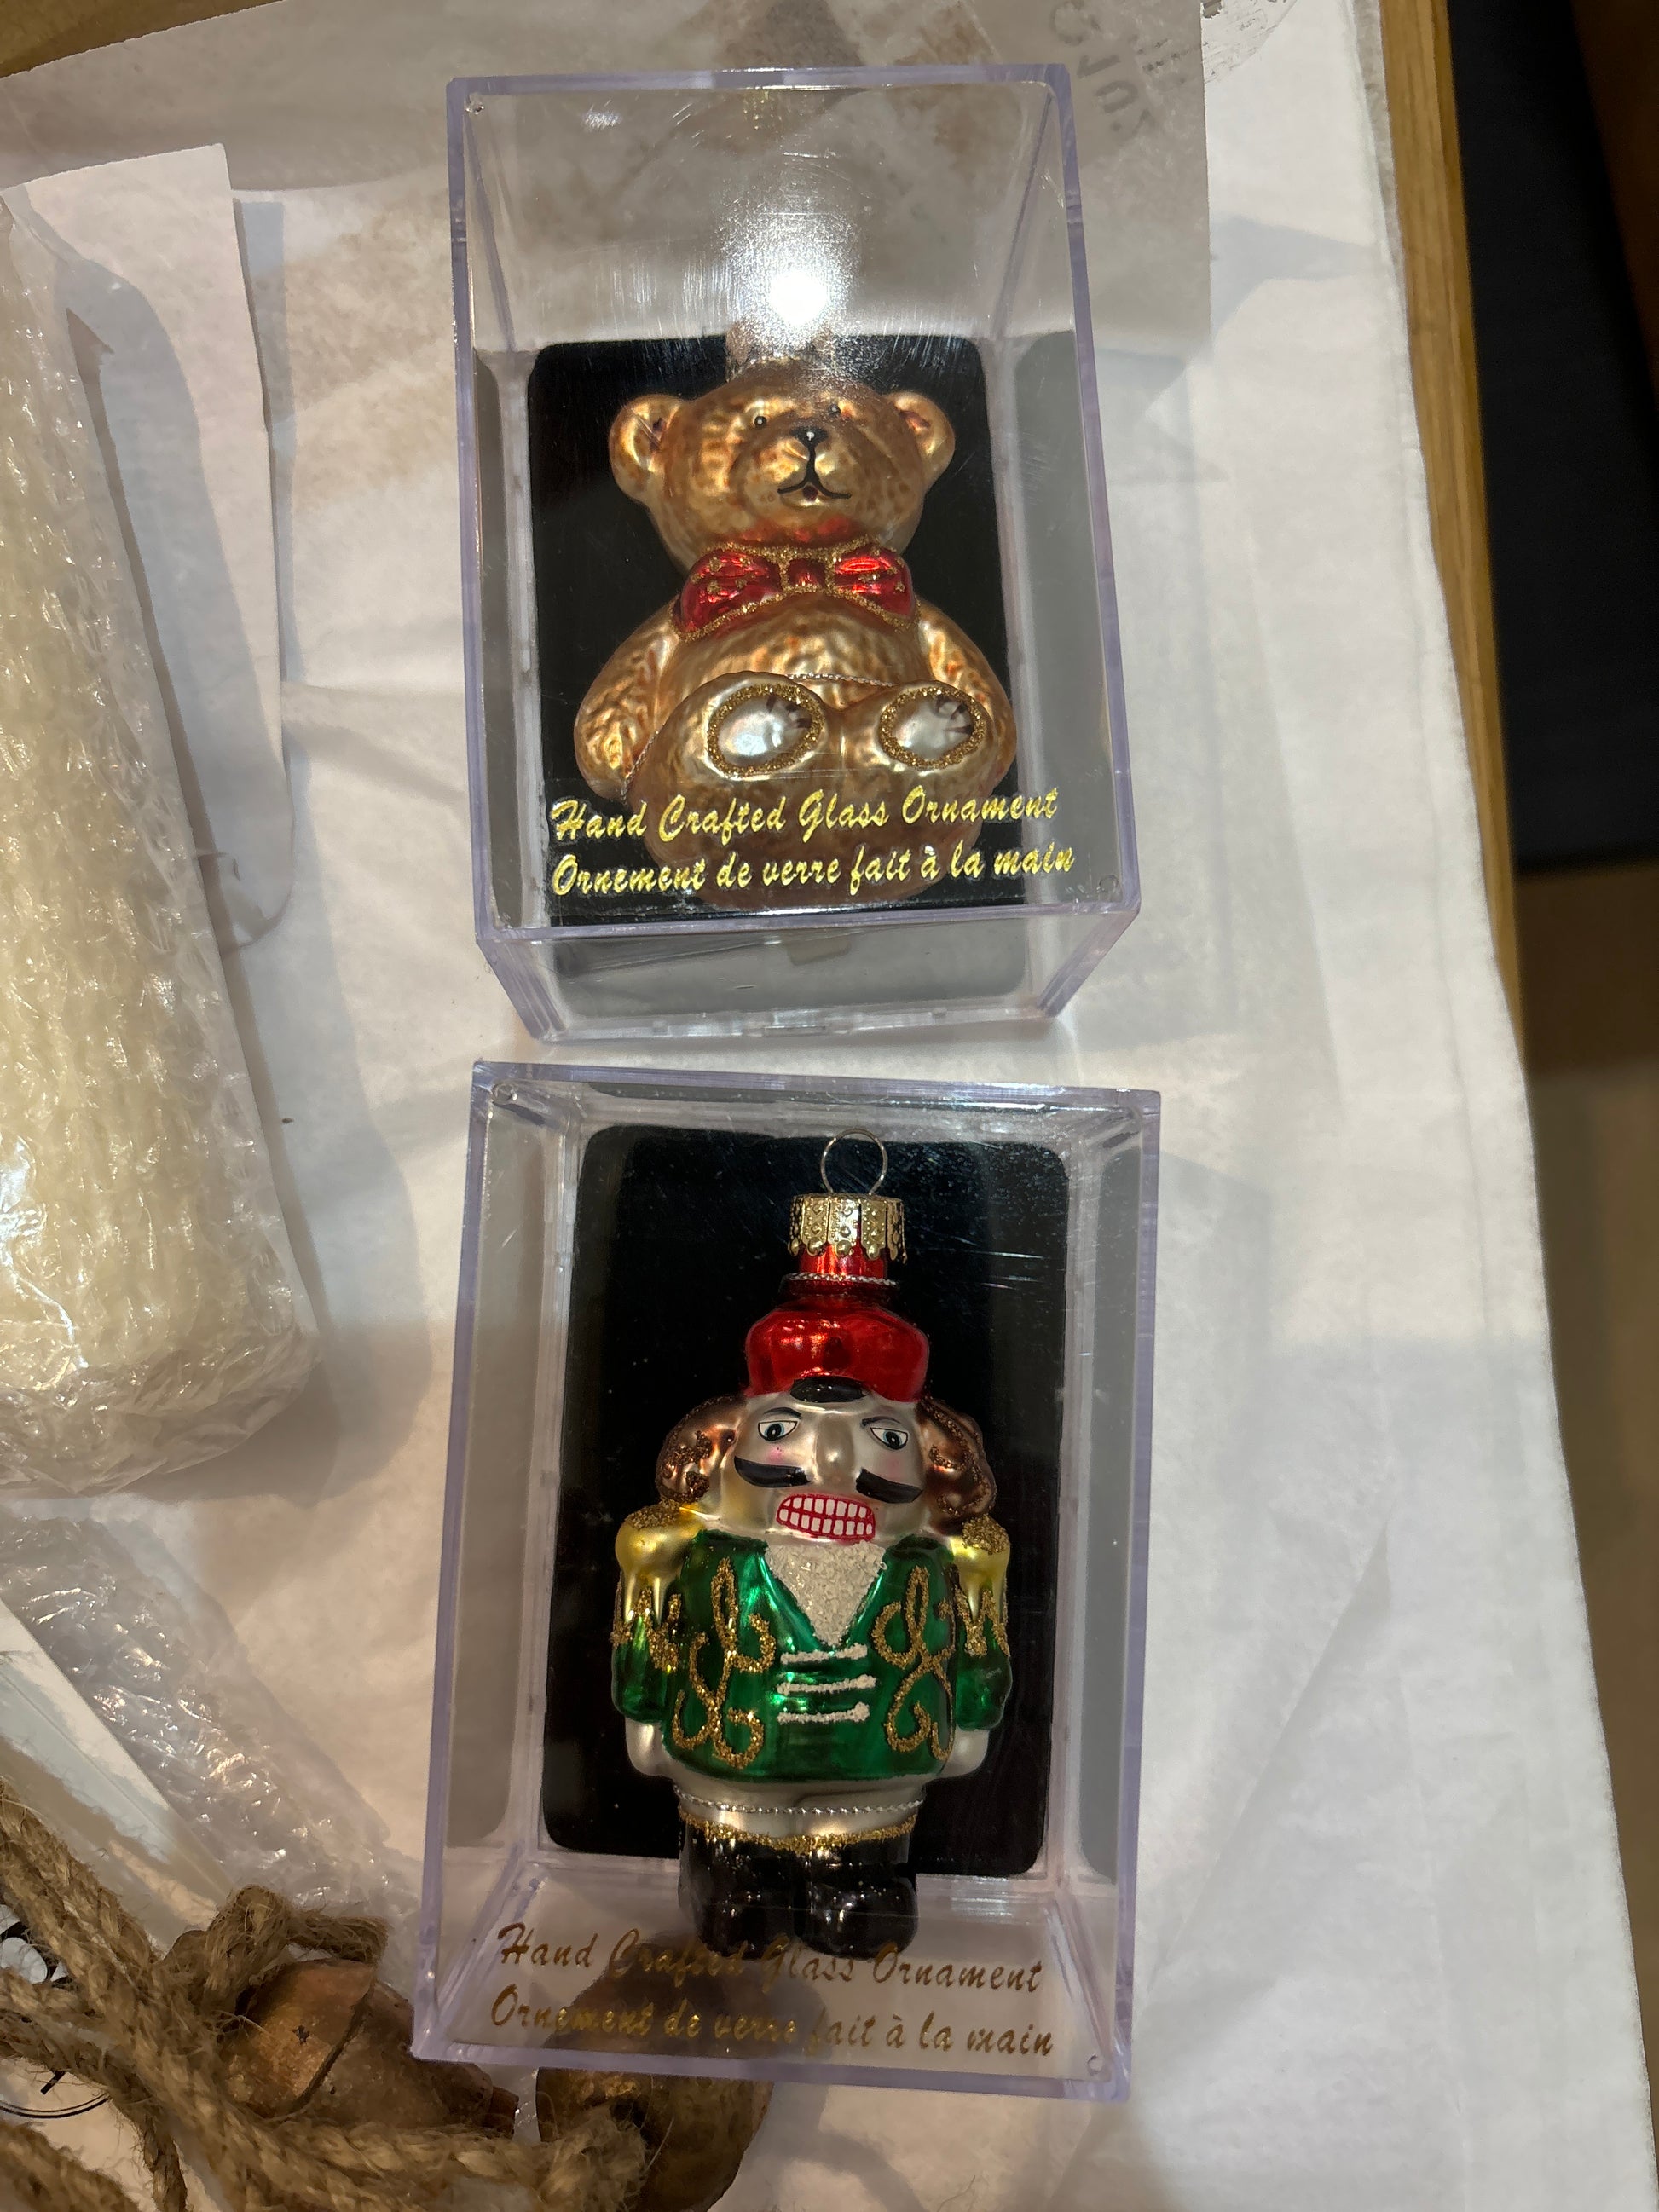 Hand Crafted Glass Ornament
Ornement de verre fait à la main
Hand Crafted Glass Ornament
Ornement de verre fait à la main